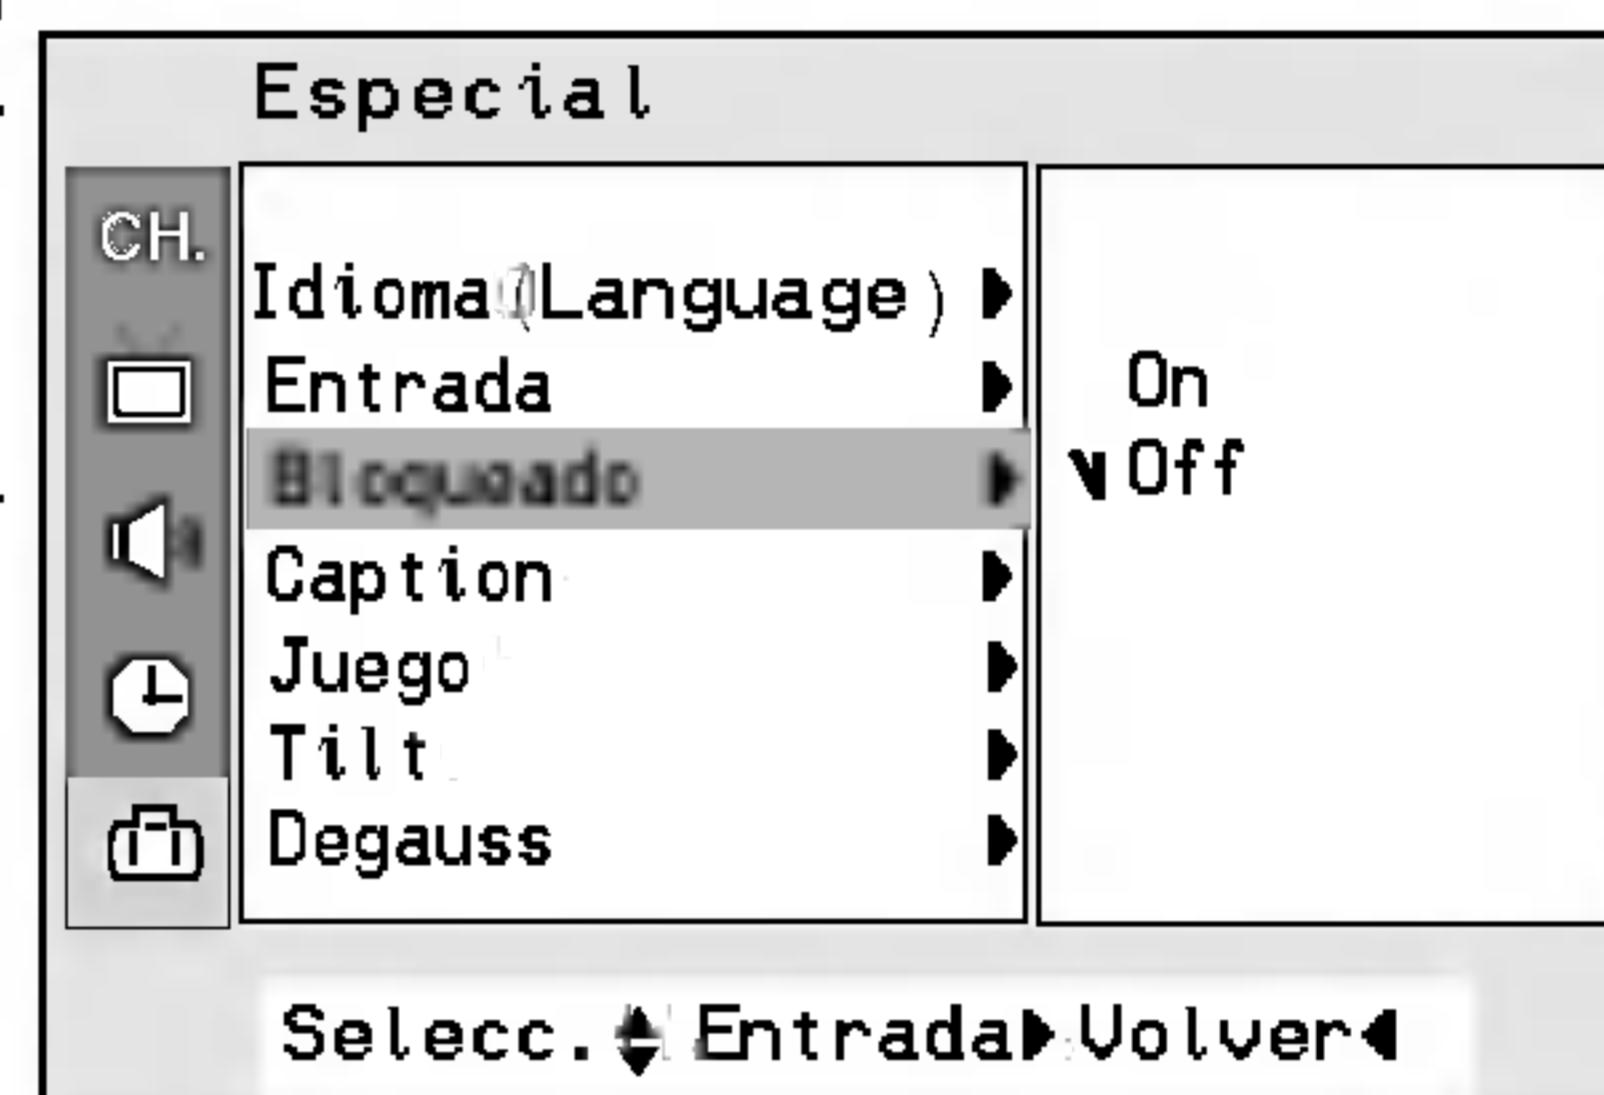 Especial
CH.
Idioma(Language)
Entrada
Bloqueado
Caption
Juego
Tilt
Degauss
On
Off
Selecc. Entrada Volver